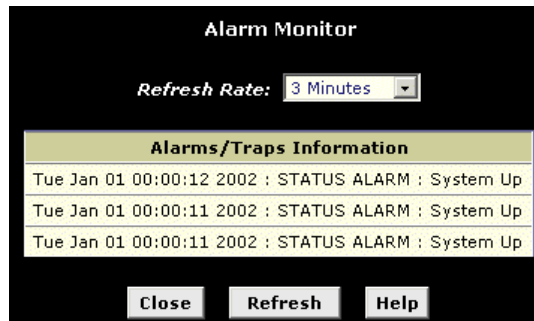 Alarm Monitor
Refresh Rate: 3 Minutes
Alarms/Traps Information
Tue Jan 01 00:00:12 2002 : STATUS ALARM : System Up
Tue Jan 01 00:00:11 2002 : STATUS ALARM : System Up
Tue Jan 01 00:00:11 2002 : STATUS ALARM : System Up
Close Refresh Help